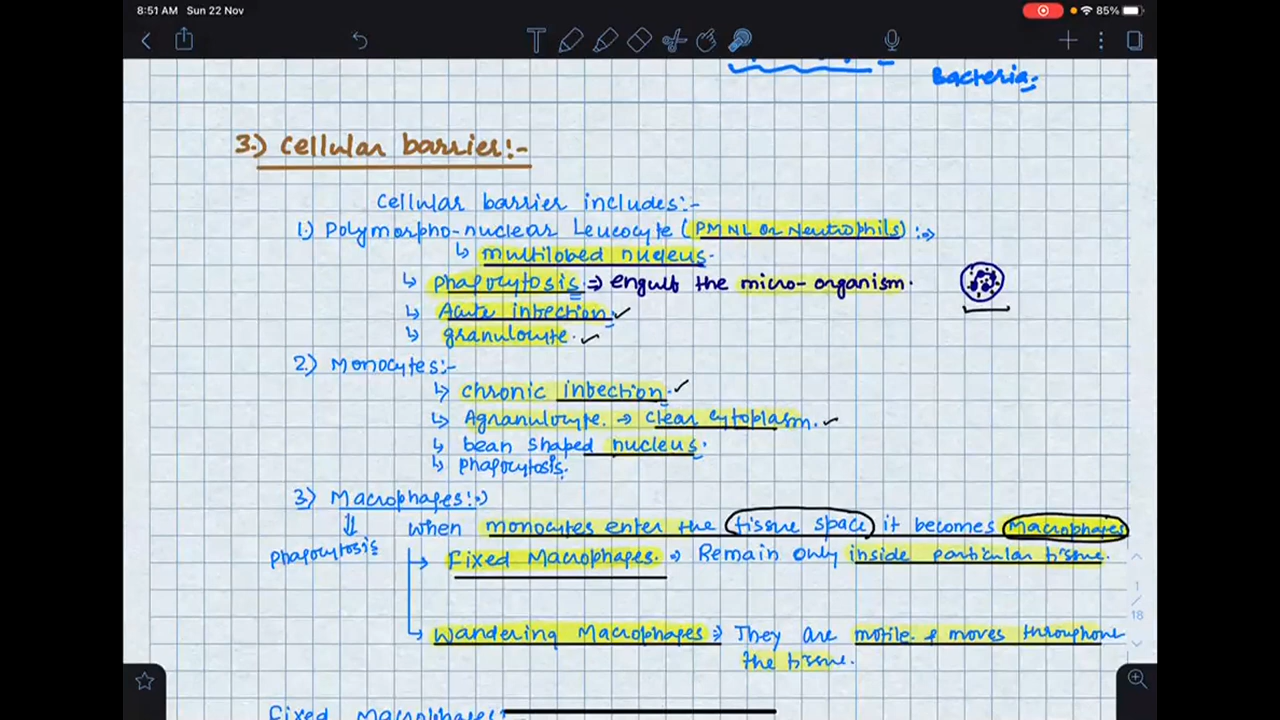 8:51 AM Sun 22 Nov
85%
Bacteria.
3.) Cellular barrier:-
Cellular barrier includes:-
1.) Polymorpho-nuclear Leucocyte (PMNL or Neutrophils) :->
↳ multilobed nucleus.
↳ phagocytosis ⇒ engulf the micro-organism.
↳ Acute infection. ✓
↳ granulocyte. ✓
2.) Monocytes:-
↳ chronic infection. ✓
↳ Agranulocyte. → clear cytoplasm. ✓
↳ bean shaped nucleus.
↳ phagocytosis.
3.) Macrophages:->
when monocytes enter the tissue space it becomes Macrophages
phagocytosis
Fixed Macrophages. → Remain only inside particular tissue.
1
/
18
Wandering Macrophages ⇒ They are motile & moves throughout
the tissue.
Fixed Macrophages: